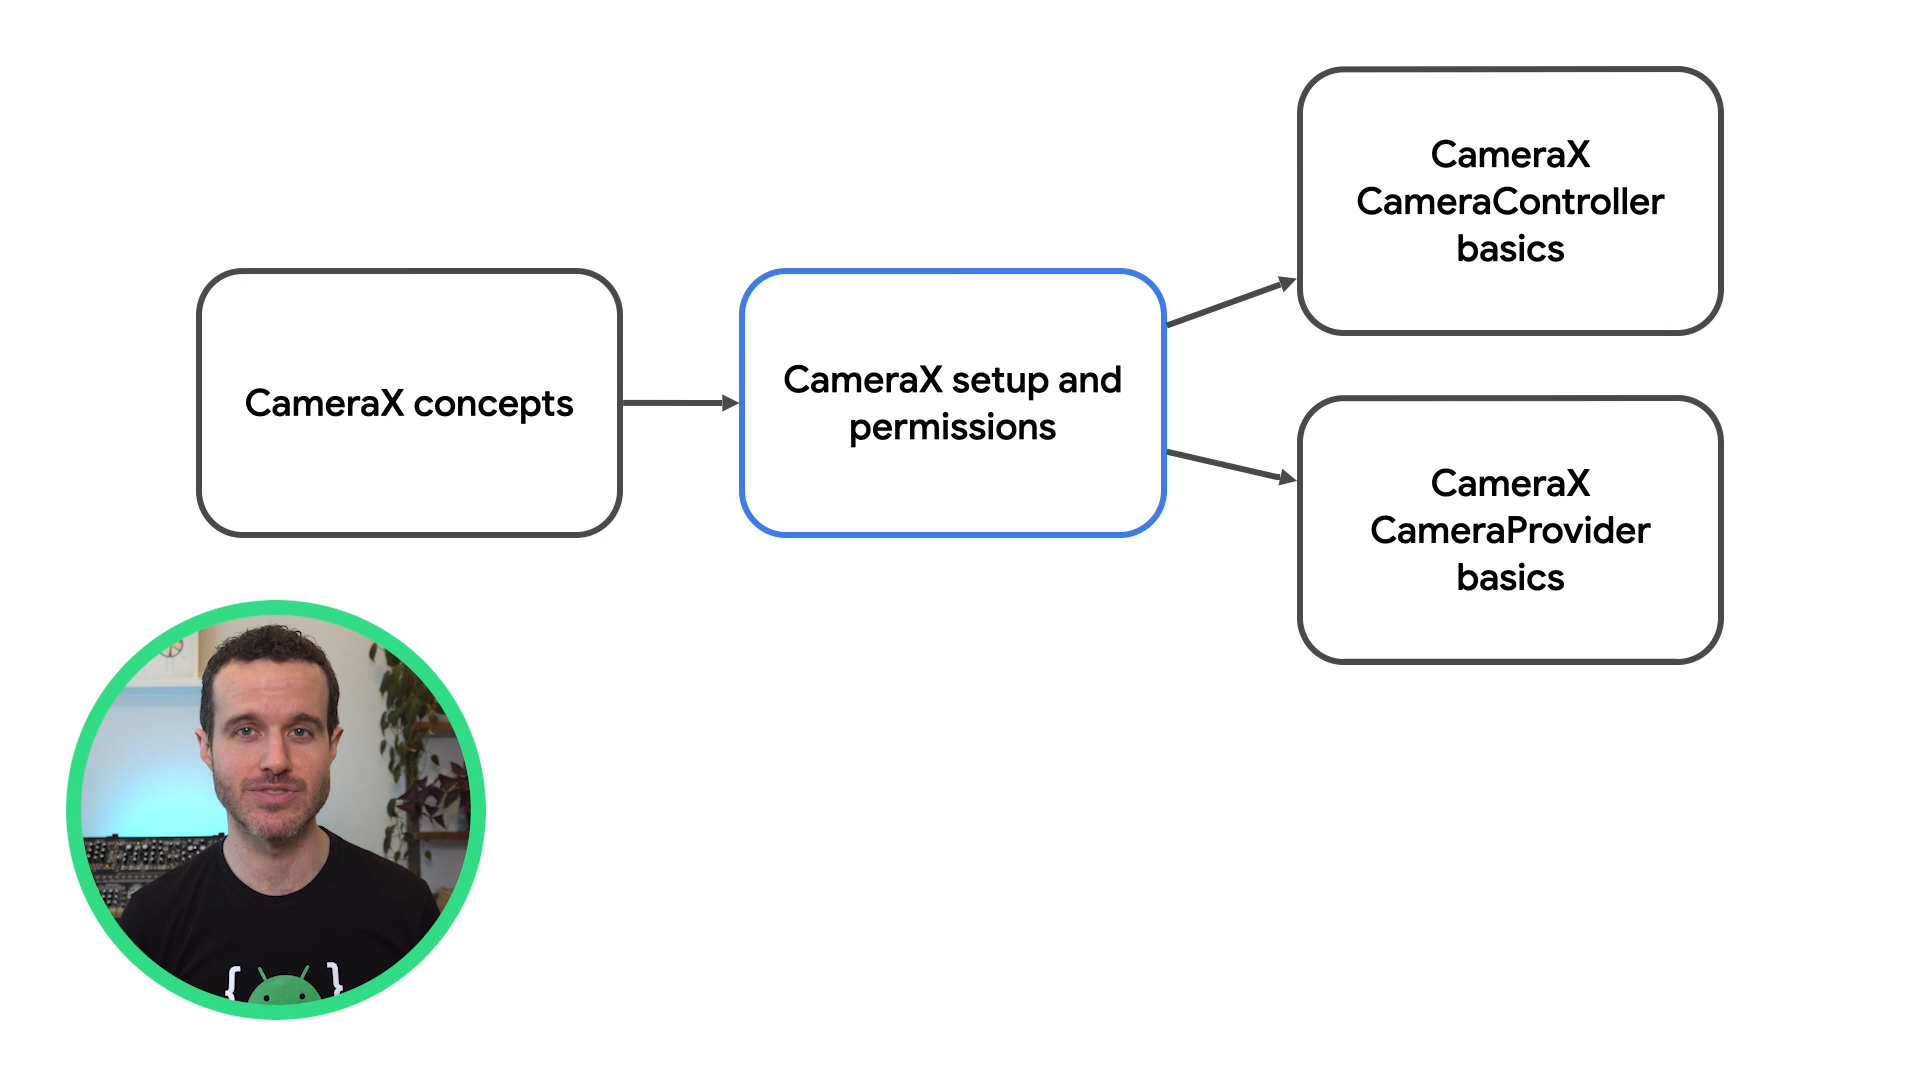 CameraX concepts
CameraX setup and
permissions
CameraX
CameraController
basics
CameraX
CameraProvider
basics
{ }